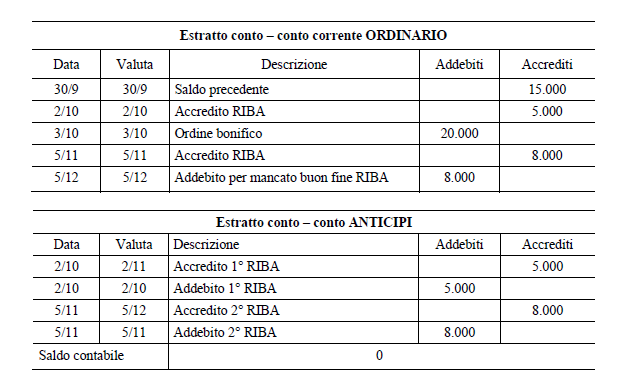 Estratto conto – conto corrente ORDINARIO
Data Valuta Descrizione Addebiti Accrediti
30/9 30/9 Saldo precedente 15.000
2/10 2/10 Accredito RIBA 5.000
3/10 3/10 Ordine bonifico 20.000
5/11 5/11 Accredito RIBA 8.000
5/12 5/12 Addebito per mancato buon fine RIBA 8.000
Estratto conto – conto ANTICIPI
Data Valuta Descrizione Addebiti Accrediti
2/10 2/11 Accredito 1° RIBA 5.000
2/10 2/10 Addebito 1° RIBA 5.000
5/11 5/12 Accredito 2° RIBA 8.000
5/11 5/11 Addebito 2° RIBA 8.000
Saldo contabile 0